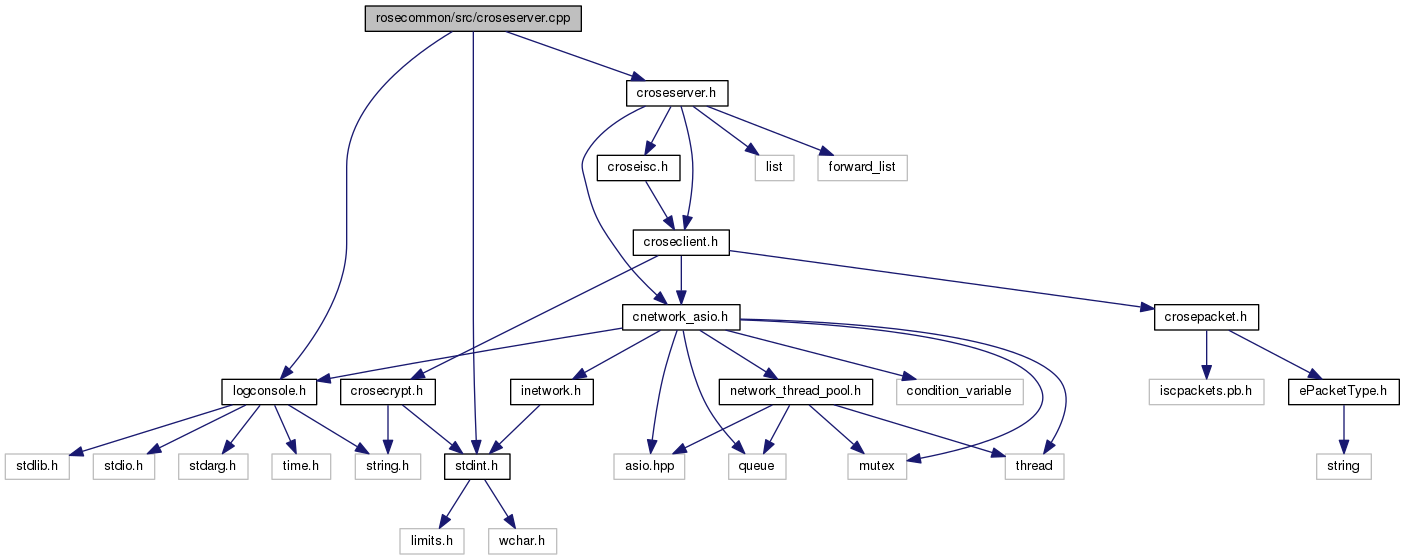 rosecommon/src/croseserver.cpp
croseserver.h
croseisc.h
list
forward_list
croseclient.h
cnetwork_asio.h
crosepacket.h
logconsole.h
crosecrypt.h
inetwork.h
network_thread_pool.h
condition_variable
iscpackets.pb.h
ePacketType.h
stdlib.h
stdio.h
stdarg.h
time.h
string.h
stdint.h
asio.hpp
queue
mutex
thread
string
limits.h
wchar.h